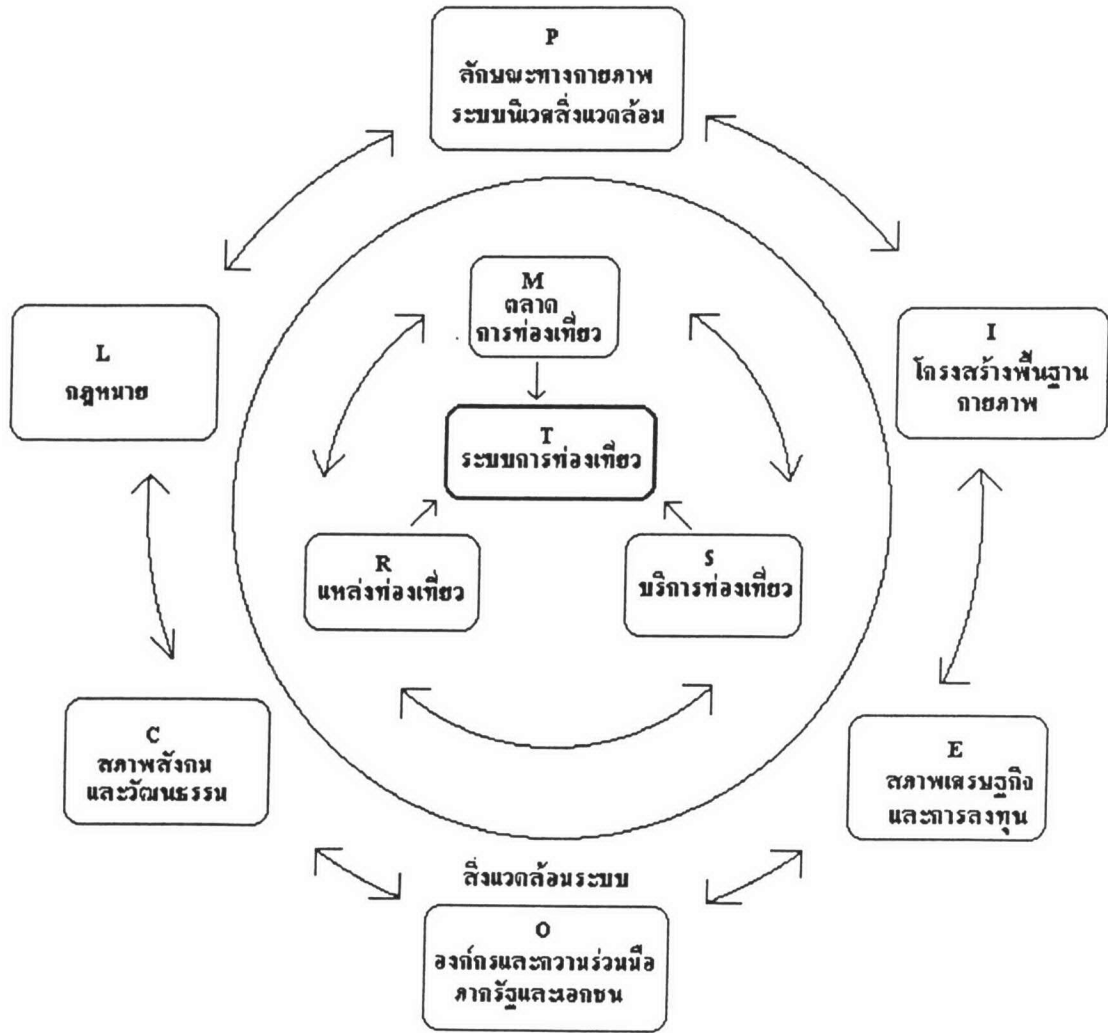 P
ลักษณะทางกายภาพ
ระบบนิเวศสิ่งแวดล้อม
M
ตลาด
การท่องเที่ยว
L
กฎหมาย
I
โครงสร้างพื้นฐาน
กายภาพ
T
ระบบการท่องเที่ยว
R
แหล่งท่องเที่ยว
S
บริการท่องเที่ยว
C
สภาพสังคม
และวัฒนธรรม
E
สภาพเศรษฐกิจ
และการลงทุน
สิ่งแวดล้อมระบบ
O
องค์กรและความร่วมมือ
ภาครัฐและเอกชน